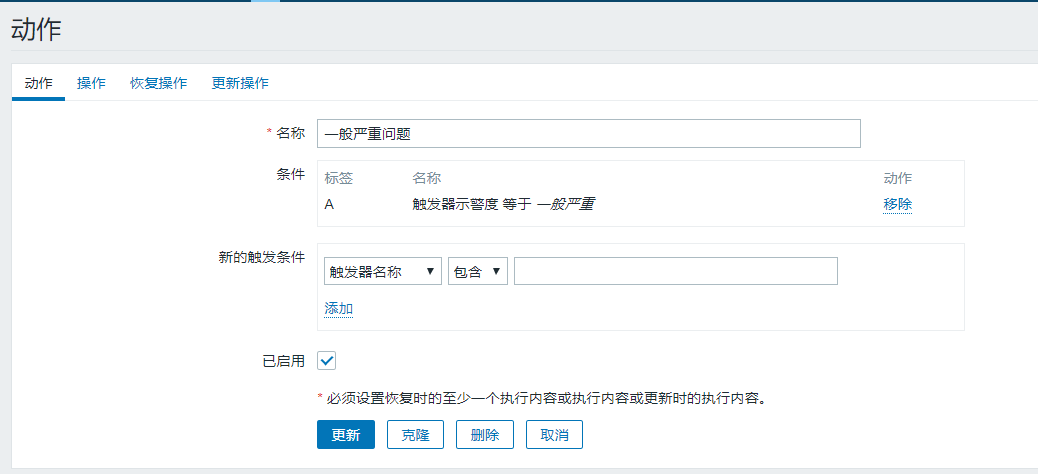 动作
动作 操作 恢复操作 更新操作
* 名称 一般严重问题
条件 标签 名称 动作
A 触发器示警度 等于 一般严重 移除
新的触发条件
触发器名称 包含
添加
已启用
* 必须设置恢复时的至少一个执行内容或执行内容或更新时的执行内容。
更新 克隆 删除 取消